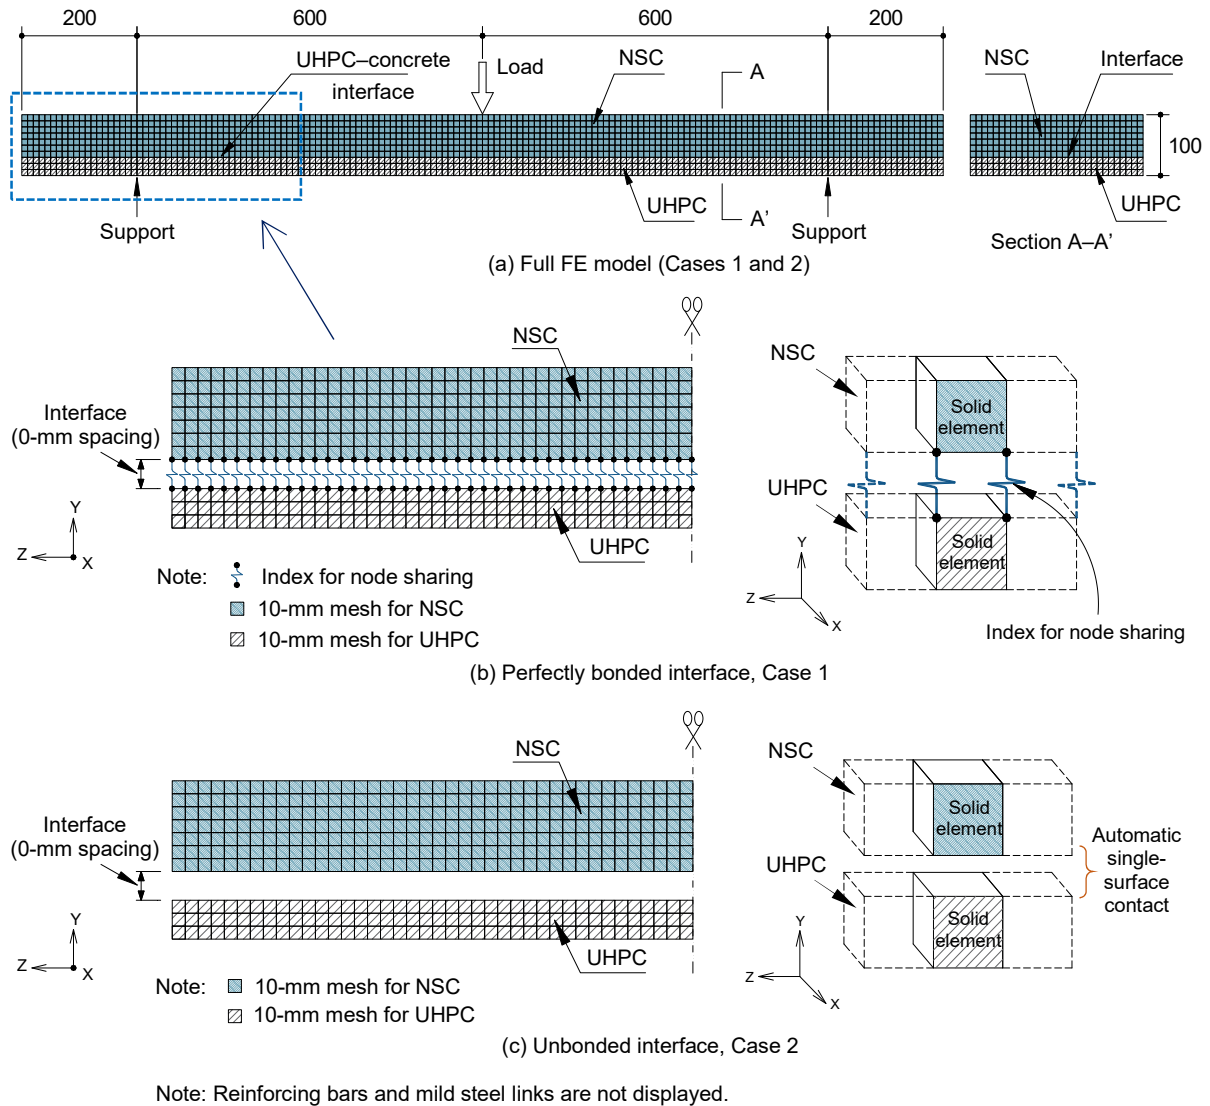 200
600
600
200
UHPC–concrete
interface
Load
NSC
A
NSC
Interface
100
Support
UHPC
A'
Support
UHPC
Section A–A'
(a) Full FE model (Cases 1 and 2)
NSC
Interface
(0-mm spacing)
UHPC
Y
Z
X
NSC
Solid
element
UHPC
Solid
element
Y
Z
X
Index for node sharing
Note:
Index for node sharing
10-mm mesh for NSC
10-mm mesh for UHPC
(b) Perfectly bonded interface, Case 1
NSC
Interface
(0-mm spacing)
UHPC
Y
Z
X
NSC
Solid
element
UHPC
Solid
element
Automatic
single-
surface
contact
Y
Z
X
Note:
10-mm mesh for NSC
10-mm mesh for UHPC
(c) Unbonded interface, Case 2
Note: Reinforcing bars and mild steel links are not displayed.